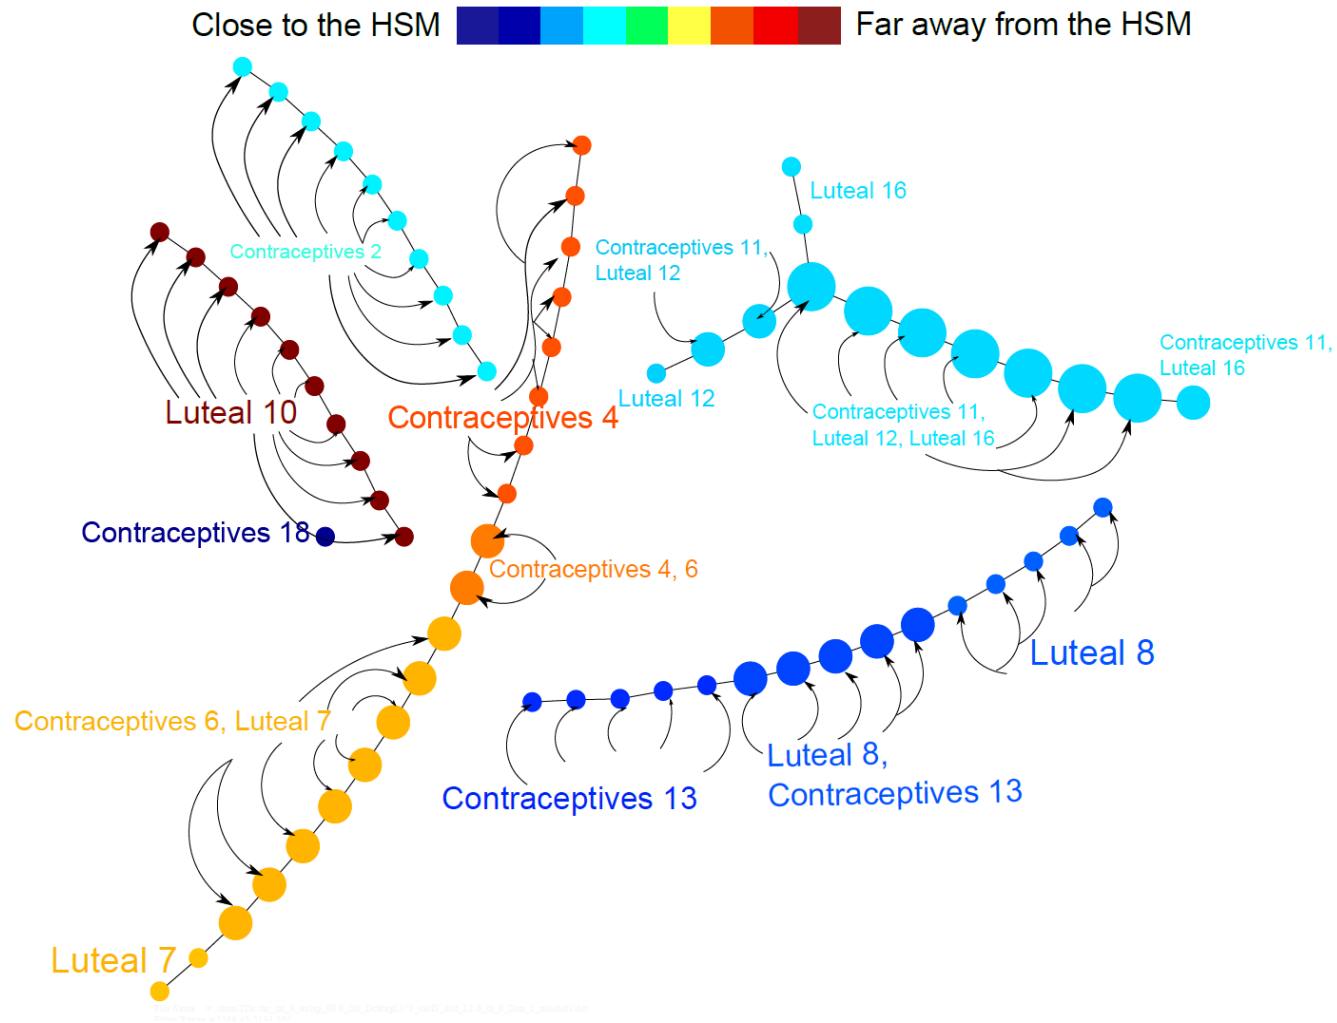 Close to the HSM
Far away from the HSM
Luteal 16
Contraceptives 11,
Luteal 12
Contraceptives 2
Contraceptives 11,
Luteal 16
Luteal 12
Luteal 10
Contraceptives 4
Contraceptives 11,
Luteal 12, Luteal 16
Contraceptives 18
Contraceptives 4, 6
Luteal 8
Contraceptives 6, Luteal 7
Luteal 8,
Contraceptives 13
Contraceptives 13
Luteal 7